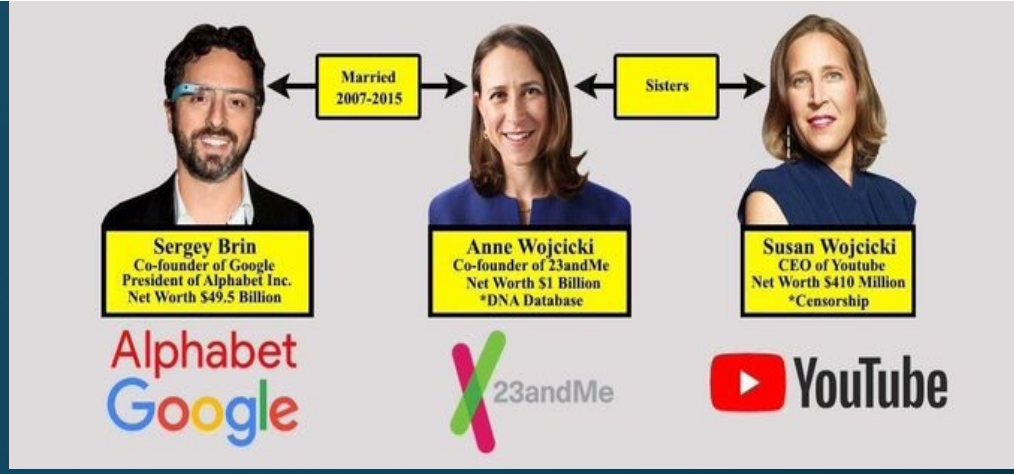 Married
2007-2015
Sisters
Sergey Brin
Co-founder of Google
President of Alphabet Inc.
Net Worth $49.5 Billion
Anne Wojcicki
Co-founder of 23andMe
Net Worth $1 Billion
*DNA Database
Susan Wojcicki
CEO of Youtube
Net Worth $410 Million
*Censorship
Alphabet
Google
23andMe
YouTube